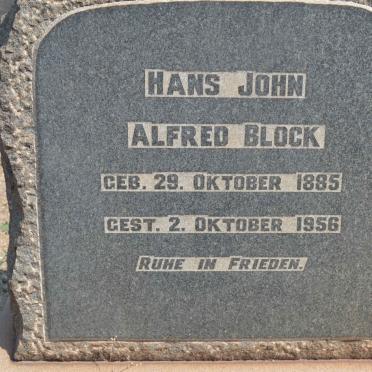 HANS JOHN
ALFRED BLOCK
GEB. 29. OKTOBER 1885
GEST. 2. OKTOBER 1956
RUHE IN FRIEDEN.